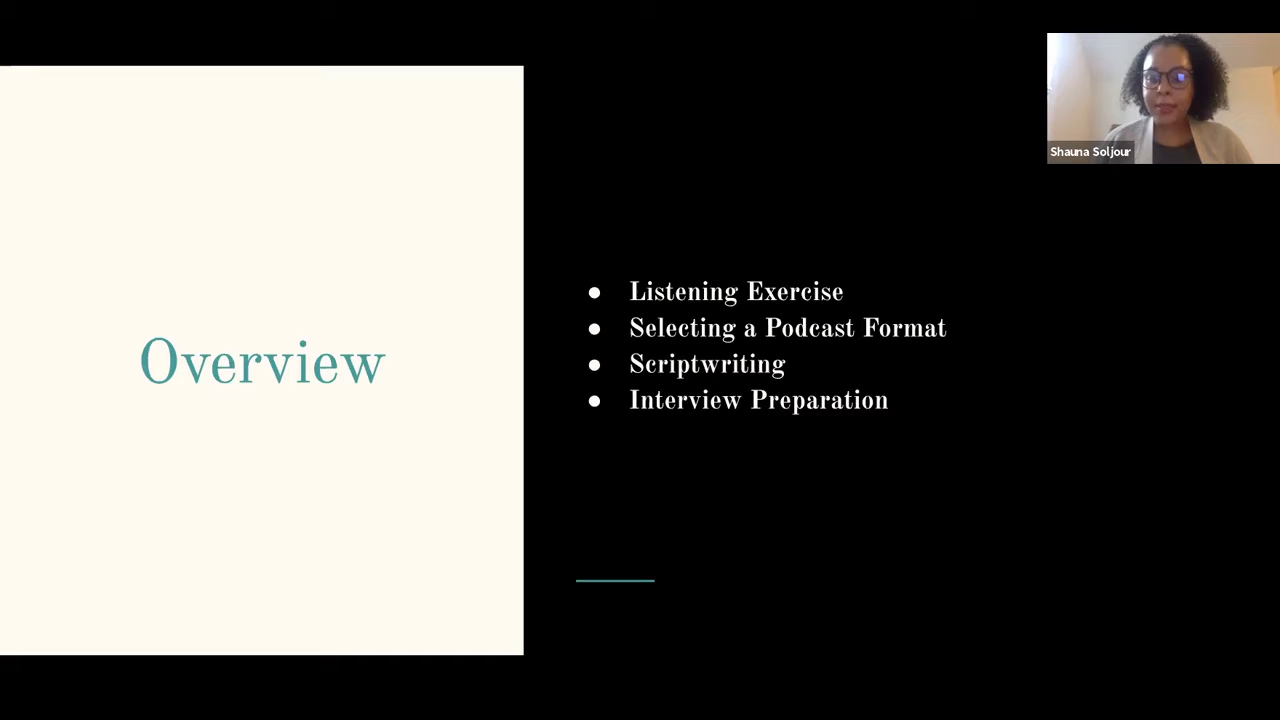 Shauna Soljour
Overview
● Listening Exercise
● Selecting a Podcast Format
● Scriptwriting
● Interview Preparation